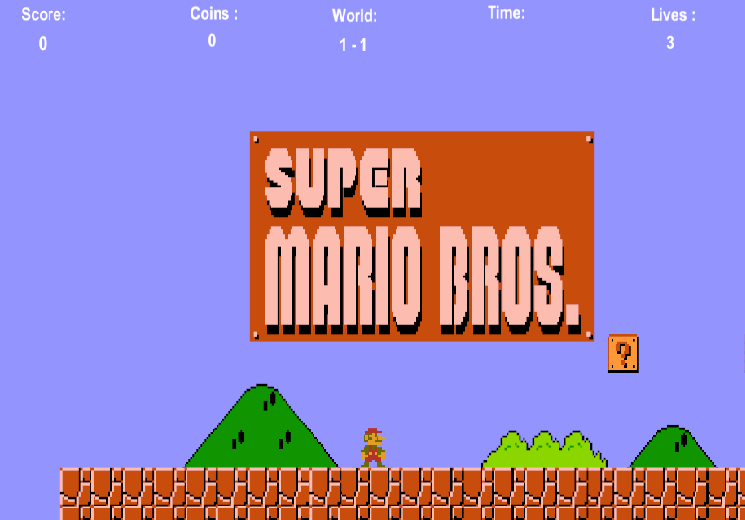 Score: Coins : World: Time: Lives :
0 0 1 - 1 3
SUPER
MARIO BROS.
?